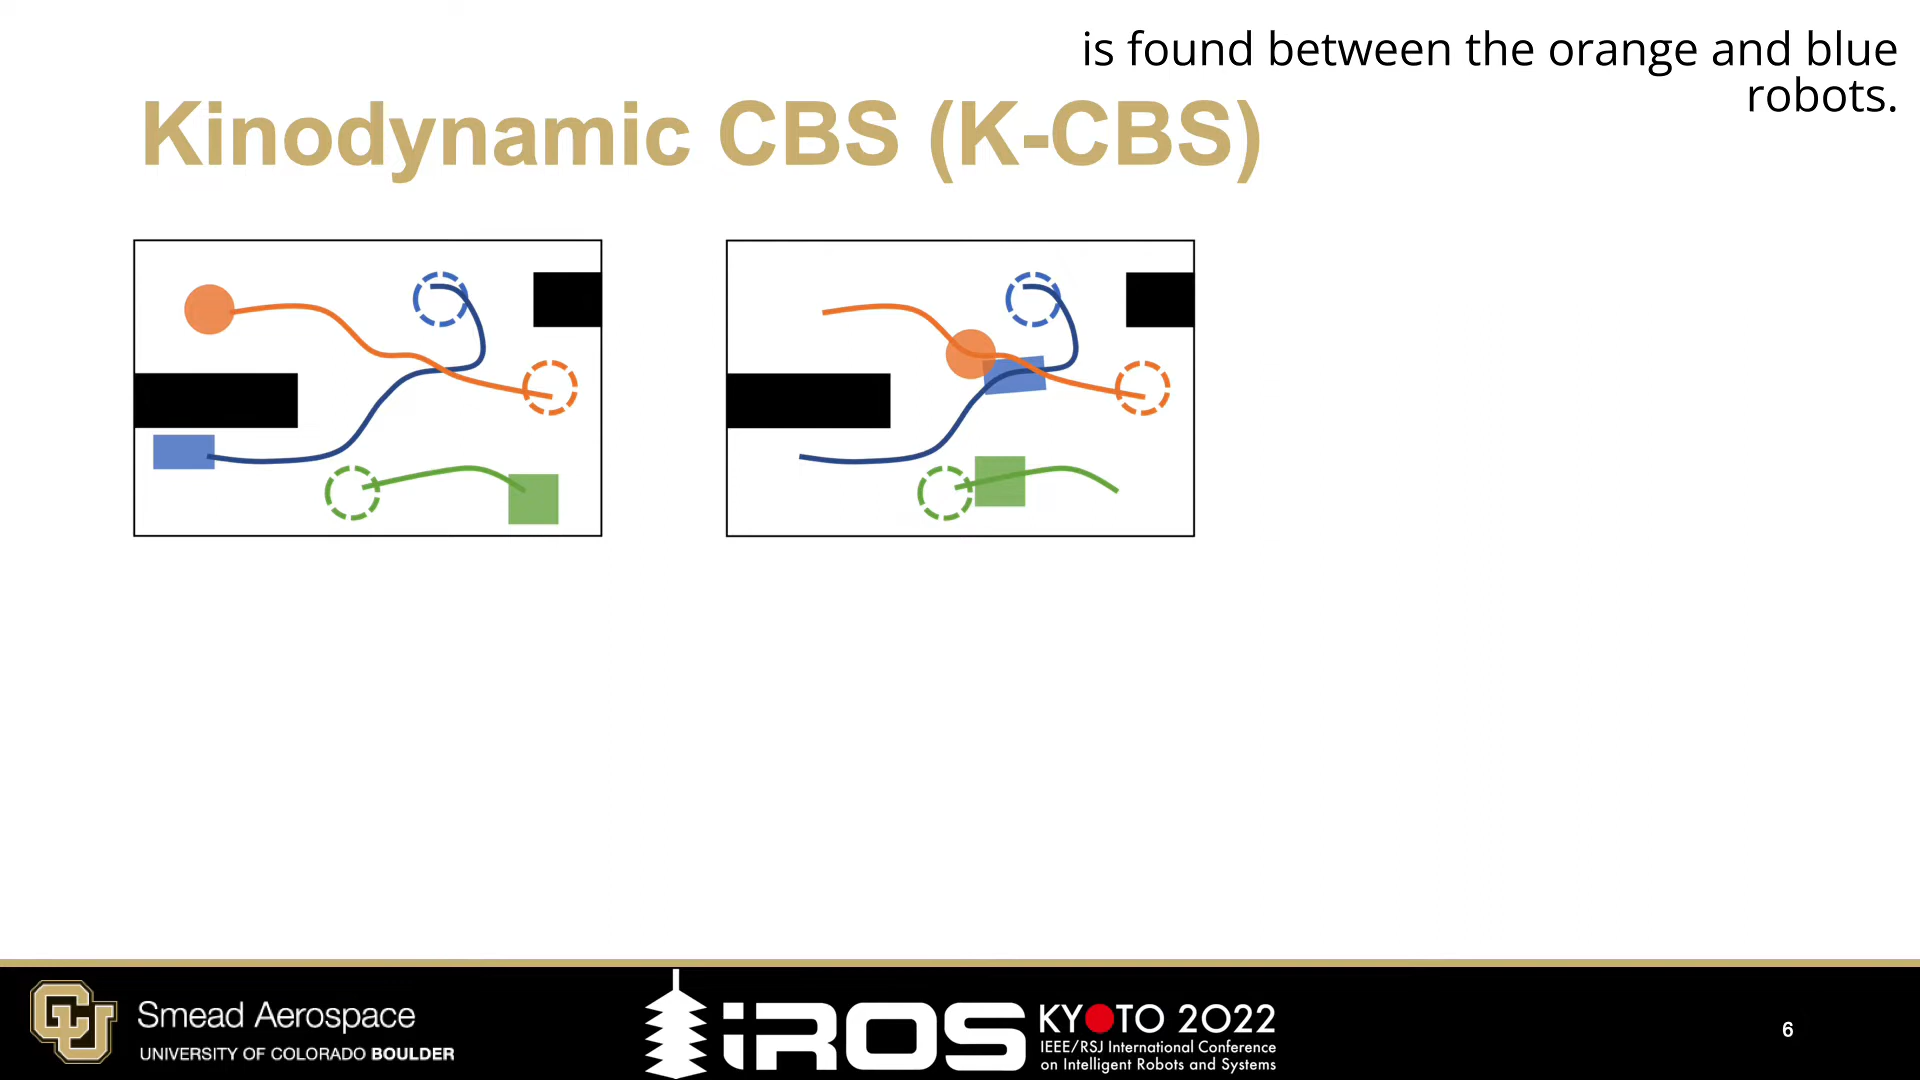 is found between the orange and blue
robots.
Kinodynamic CBS (K-CBS)
CU
Smead Aerospace
UNIVERSITY OF COLORADO BOULDER
iROS
KYOTO 2022
IEEE/RSJ International Conference
on Intelligent Robots and Systems
6